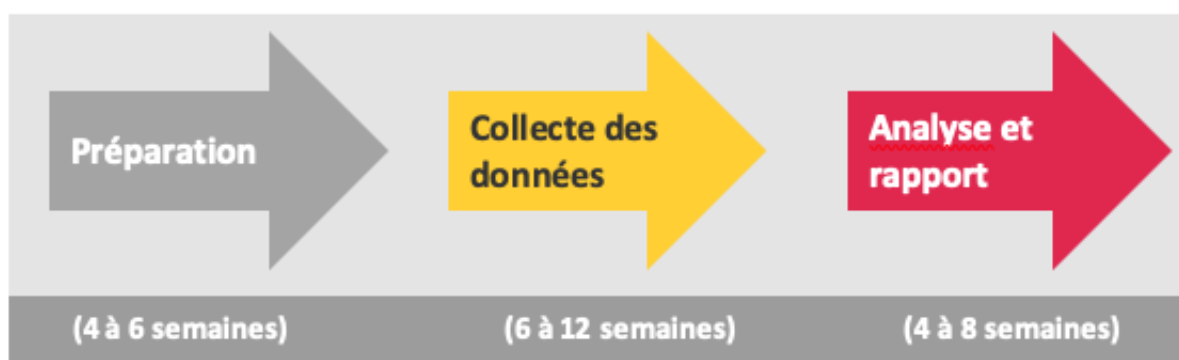 Préparation
Collecte des
données
Analyse et
rapport
(4 à 6 semaines)
(6 à 12 semaines)
(4 à 8 semaines)